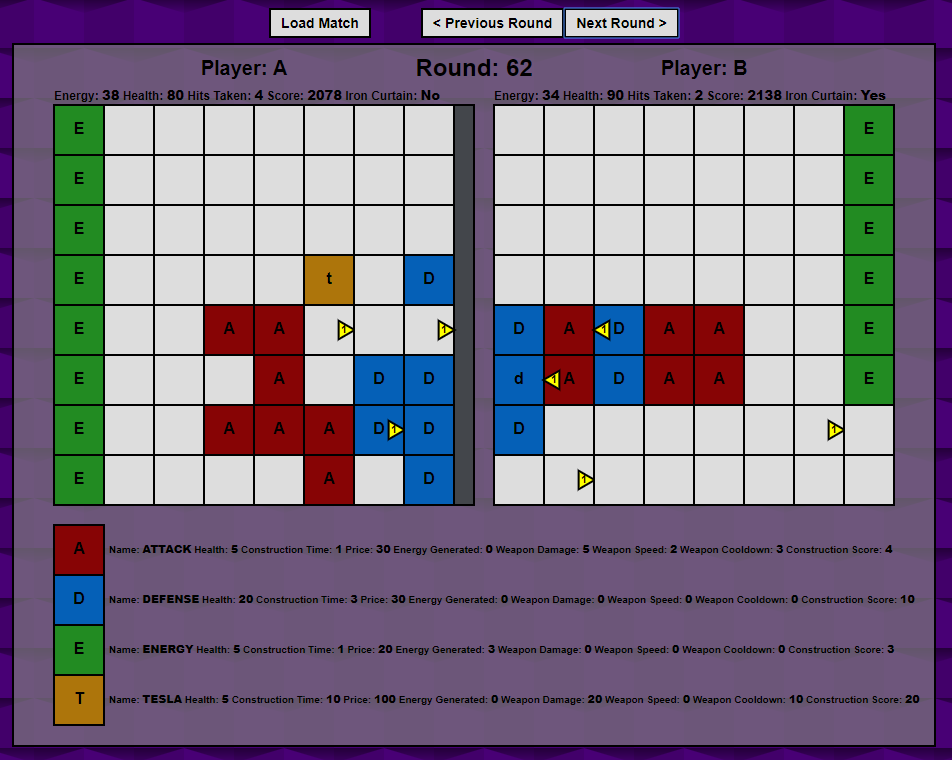 Load Match < Previous Round Next Round >
Player: A Round: 62 Player: B
Energy: 38 Health: 80 Hits Taken: 4 Score: 2078 Iron Curtain: No Energy: 34 Health: 90 Hits Taken: 2 Score: 2138 Iron Curtain: Yes
E E
E E
E E
E t D E
E A A 1 1 D A 1 D A A E
E A D D d 1 A D A A E
E A A A D 1 D D 1
E A D 1
A Name: ATTACK Health: 5 Construction Time: 1 Price: 30 Energy Generated: 0 Weapon Damage: 5 Weapon Speed: 2 Weapon Cooldown: 3 Construction Score: 4
D Name: DEFENSE Health: 20 Construction Time: 3 Price: 30 Energy Generated: 0 Weapon Damage: 0 Weapon Speed: 0 Weapon Cooldown: 0 Construction Score: 10
E Name: ENERGY Health: 5 Construction Time: 1 Price: 20 Energy Generated: 3 Weapon Damage: 0 Weapon Speed: 0 Weapon Cooldown: 0 Construction Score: 3
T Name: TESLA Health: 5 Construction Time: 10 Price: 100 Energy Generated: 0 Weapon Damage: 20 Weapon Speed: 0 Weapon Cooldown: 10 Construction Score: 20